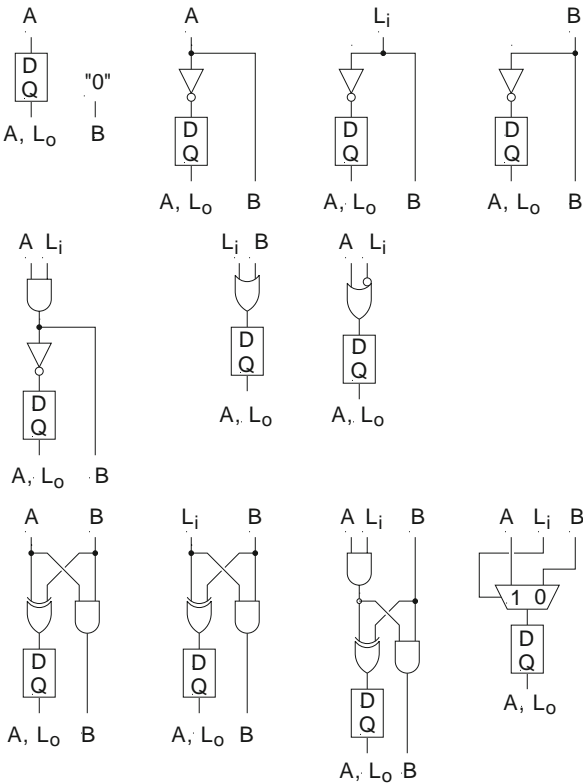 A A Lᵢ B
D Q "0" D Q D Q D Q
A, Lₒ B A, Lₒ B A, Lₒ B A, Lₒ B
A Lᵢ Lᵢ B A Lᵢ
D Q D Q
A, Lₒ A, Lₒ
D Q
A, Lₒ B
A B Lᵢ B A Lᵢ B A Lᵢ B
1 0
D Q D Q D Q D Q
A, Lₒ B A, Lₒ B A, Lₒ B A, Lₒ